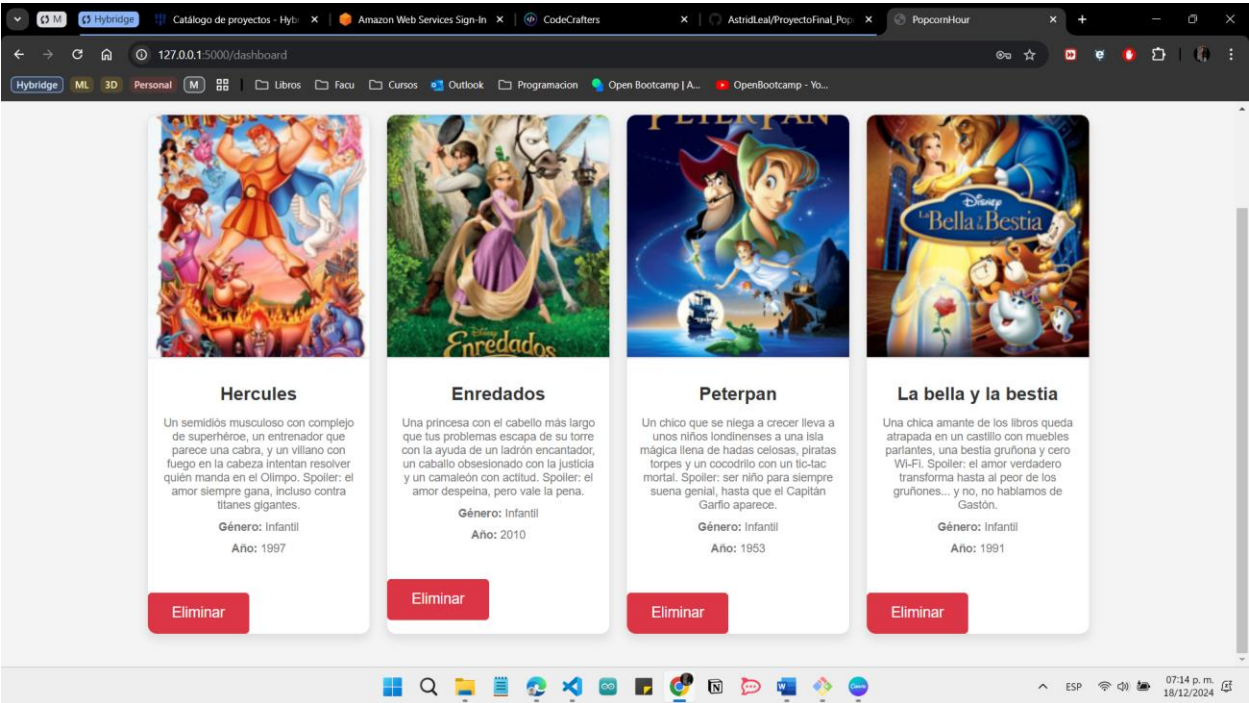 M
Hybridge
Catálogo de proyectos - Hyb
Amazon Web Services Sign-In
CodeCrafters
AstridLeal/ProyectoFinal_Pop
PopcornHour
127.0.0.1:5000/dashboard
Hybridge
ML
3D
Personal
M
Libros
Facu
Cursos
Outlook
Programacion
Open Bootcamp | A...
OpenBootcamp - Yo...
Disney
Enredados
PETER PAN
Disney
La Bella y la Bestia
Hercules
Un semidiós musculoso con complejo
de superhéroe, un entrenador que
parece una cabra, y un villano con
fuego en la cabeza intentan resolver
quién manda en el Olimpo. Spoiler: el
amor siempre gana, incluso contra
titanes gigantes.
Género: Infantil
Año: 1997
Eliminar
Enredados
Una princesa con el cabello más largo
que tus problemas escapa de su torre
con la ayuda de un ladrón encantador,
un caballo obsesionado con la justicia
y un camaleón con actitud. Spoiler: el
amor despeina, pero vale la pena.
Género: Infantil
Año: 2010
Eliminar
Peterpan
Un chico que se niega a crecer lleva a
unos niños londinenses a una isla
mágica llena de hadas celosas, piratas
torpes y un cocodrilo con un tic-tac
mortal. Spoiler: ser niño para siempre
suena genial, hasta que el Capitán
Garfio aparece.
Género: Infantil
Año: 1953
Eliminar
La bella y la bestia
Una chica amante de los libros queda
atrapada en un castillo con muebles
parlantes, una bestia gruñona y cero
Wi-Fi. Spoiler: el amor verdadero
transforma hasta al peor de los
gruñones... y no, no hablamos de
Gastón.
Género: Infantil
Año: 1991
Eliminar
ESP
07:14 p. m.
18/12/2024